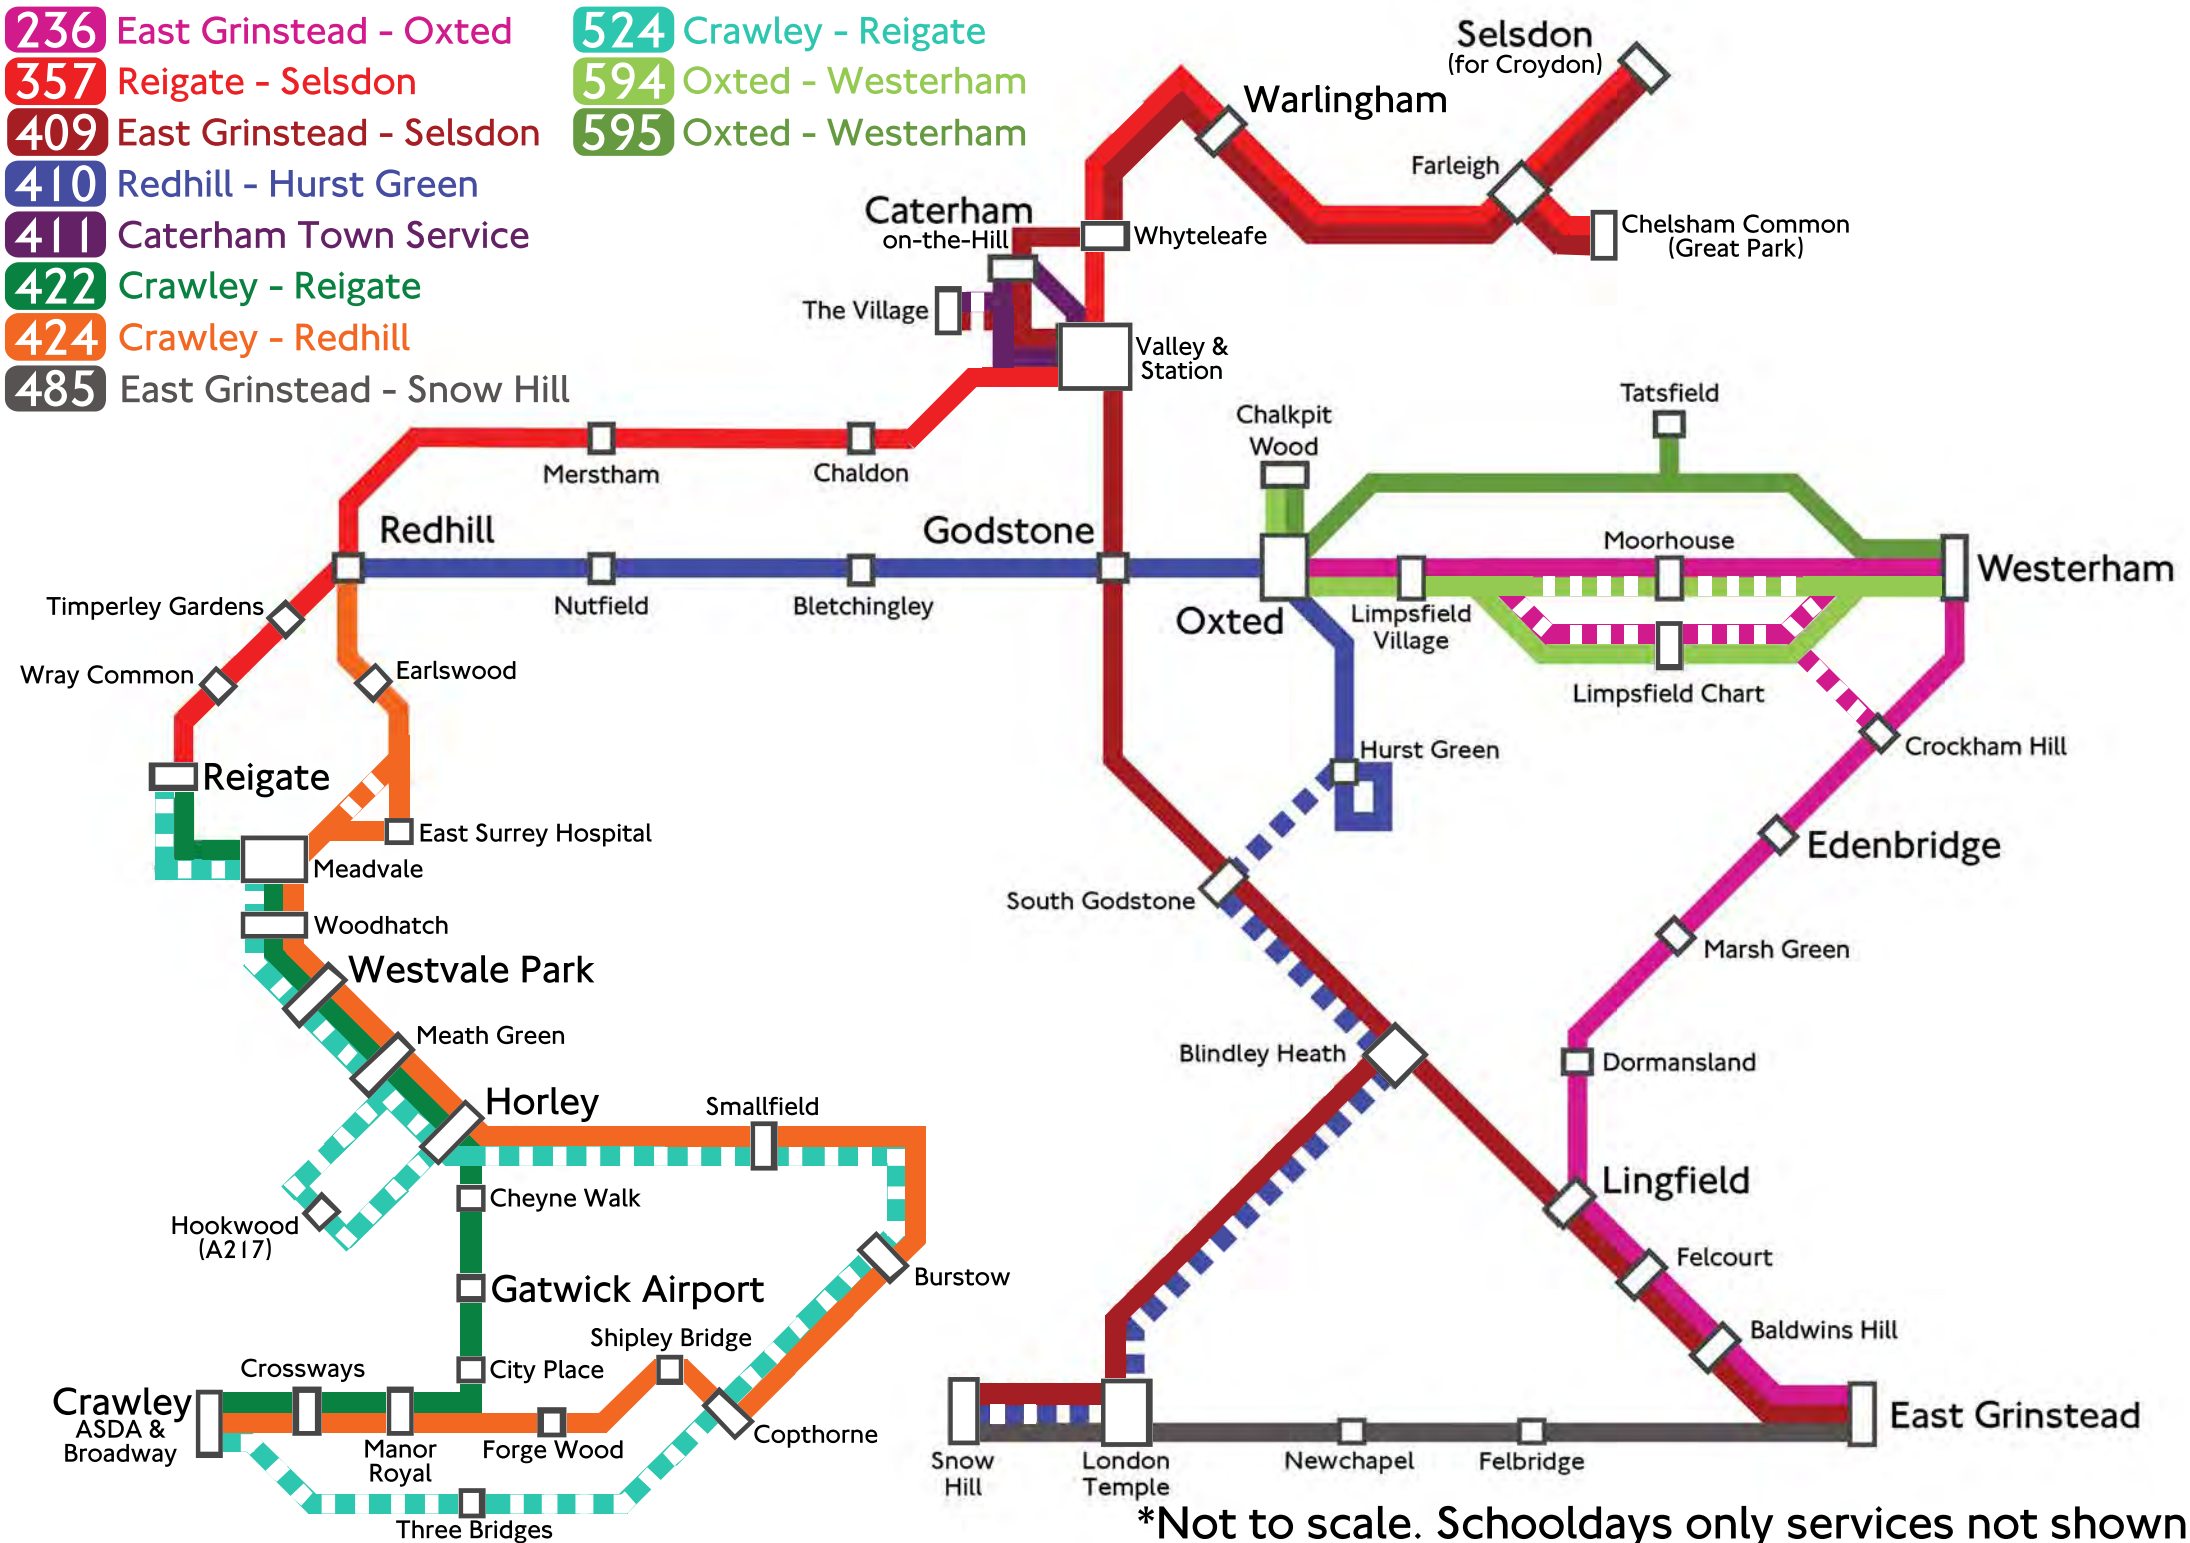 236 East Grinstead - Oxted
357 Reigate - Selsdon
409 East Grinstead - Selsdon
410 Redhill - Hurst Green
411 Caterham Town Service
422 Crawley - Reigate
424 Crawley - Redhill
485 East Grinstead - Snow Hill
524 Crawley - Reigate
594 Oxted - Westerham
595 Oxted - Westerham
Selsdon
(for Croydon)
Warlingham
Farleigh
Chelsham Common
(Great Park)
Caterham
on-the-Hill
Whyteleafe
The Village
Valley &
Station
Merstham
Chaldon
Chalkpit
Wood
Tatsfield
Redhill
Nutfield
Bletchingley
Godstone
Oxted
Limpsfield
Village
Moorhouse
Westerham
Limpsfield Chart
Timperley Gardens
Wray Common
Earlswood
Reigate
East Surrey Hospital
Meadvale
Woodhatch
Westvale Park
Meath Green
Horley
Smallfield
Hookwood
(A217)
Cheyne Walk
Gatwick Airport
Burstow
Shipley Bridge
City Place
Crossways
Crawley
ASDA &
Broadway
Manor
Royal
Forge Wood
Copthorne
Three Bridges
Hurst Green
Crockham Hill
Edenbridge
South Godstone
Marsh Green
Blindley Heath
Dormansland
Lingfield
Felcourt
Baldwins Hill
East Grinstead
Snow
Hill
London
Temple
Newchapel
Felbridge
*Not to scale. Schooldays only services not shown